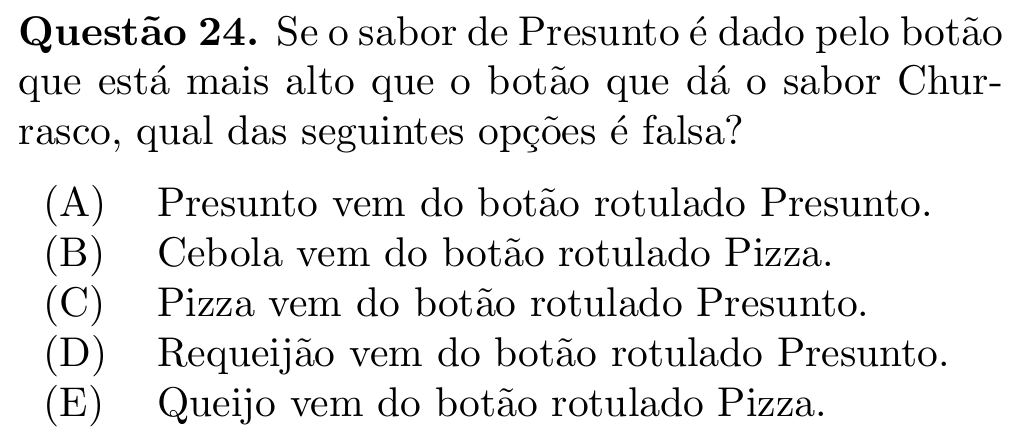 Questão 24. Se o sabor de Presunto é dado pelo botão
que está mais alto que o botão que dá o sabor Chur-
rasco, qual das seguintes opções é falsa?
(A) Presunto vem do botão rotulado Presunto.
(B) Cebola vem do botão rotulado Pizza.
(C) Pizza vem do botão rotulado Presunto.
(D) Requeijão vem do botão rotulado Presunto.
(E) Queijo vem do botão rotulado Pizza.